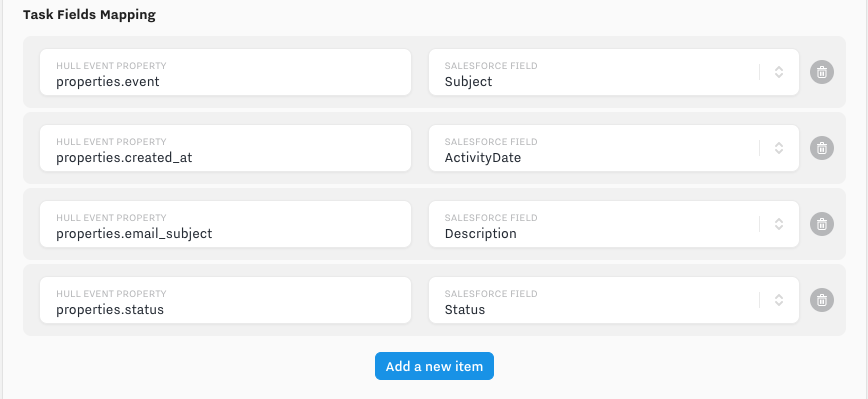 Task Fields Mapping
HULL EVENT PROPERTY
properties.event
SALESFORCE FIELD
Subject
HULL EVENT PROPERTY
properties.created_at
SALESFORCE FIELD
ActivityDate
HULL EVENT PROPERTY
properties.email_subject
SALESFORCE FIELD
Description
HULL EVENT PROPERTY
properties.status
SALESFORCE FIELD
Status
Add a new item